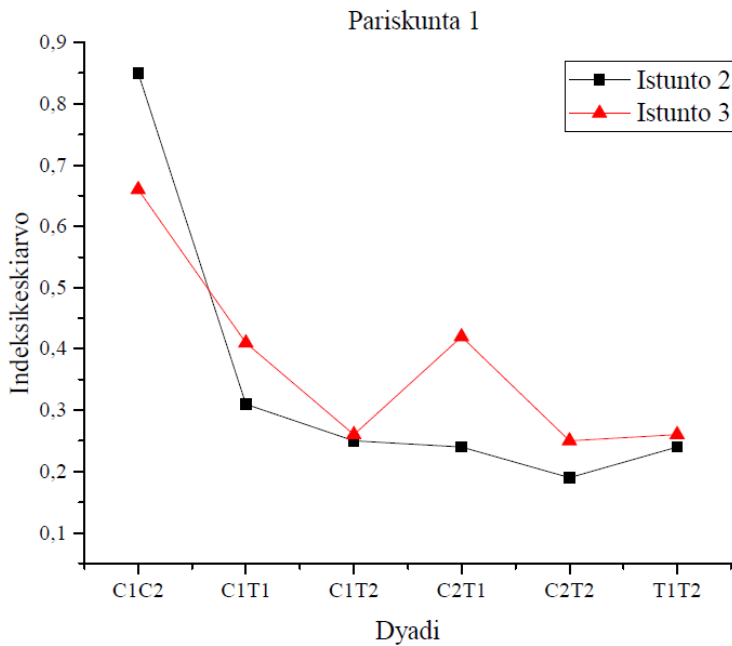 Pariskunta 1
Istunto 2
Istunto 3
Indeksikeskiarvo
0,9
0,8
0,7
0,6
0,5
0,4
0,3
0,2
0,1
C1C2 C1T1 C1T2 C2T1 C2T2 T1T2
Dyadi